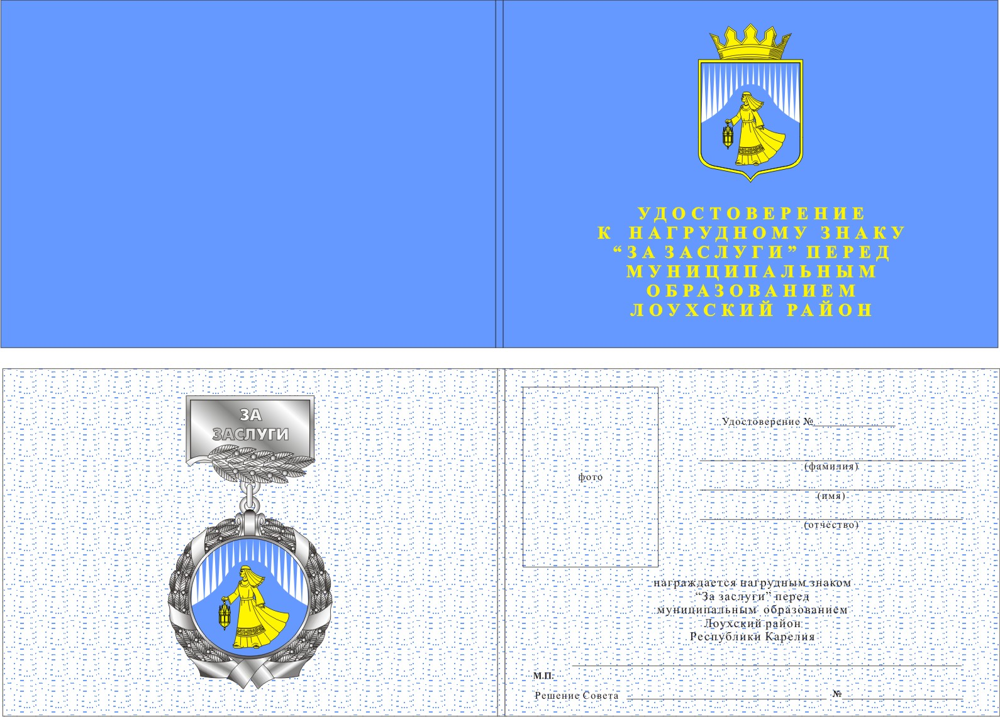 УДОСТОВЕРЕНИЕ
К НАГРУДНОМУ ЗНАКУ
“ЗА ЗАСЛУГИ” ПЕРЕД
МУНИЦИПАЛЬНЫМ
ОБРАЗОВАНИЕМ
ЛОУХСКИЙ РАЙОН
ЗА
ЗАСЛУГИ
фото
Удостоверение №
(фамилия)
(имя)
(отчество)
награждается нагрудным знаком
“За заслуги” перед
муниципальным образованием
Лоухский район
Республики Карелия
М.П.
Решение Совета №